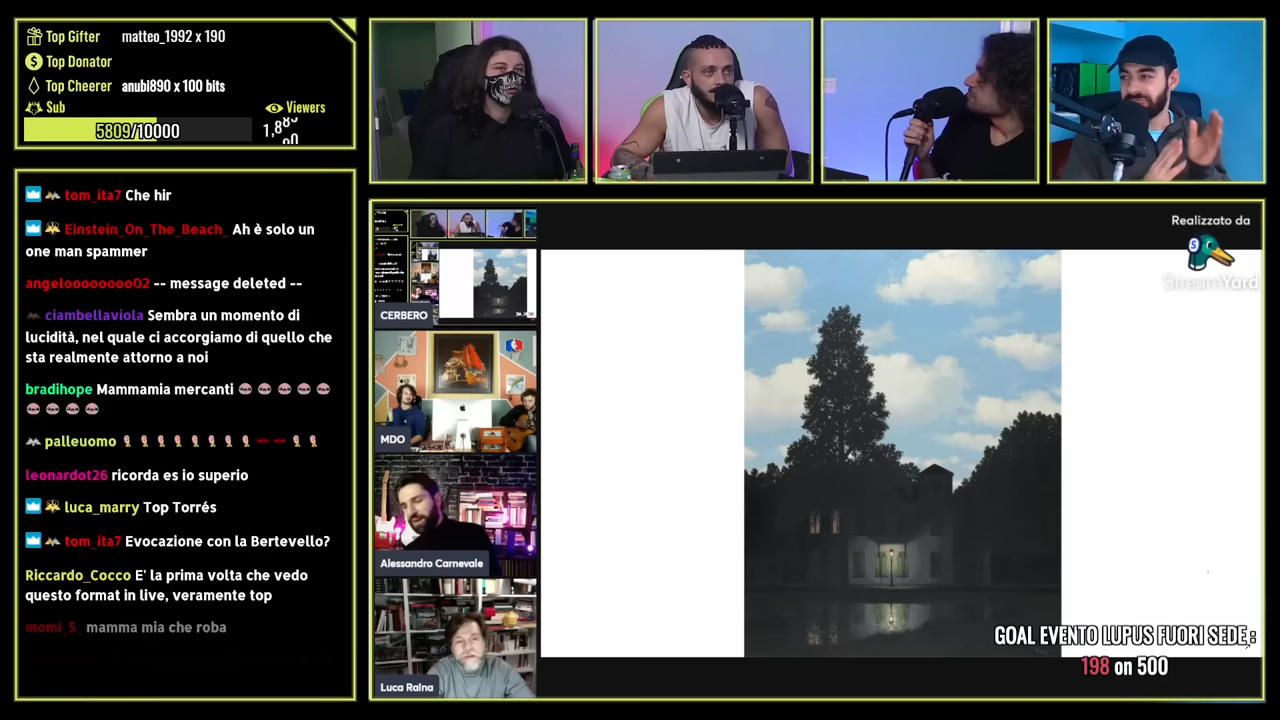 Top Gifter matteo_1992 x 190
Top Donator
Top Cheerer anubi890 x 100 bits
Sub
Viewers
5809/10000
tom_ita7 Che hir
Einstein_On_The_Beach_ Ah è solo un
one man spammer
angeloooooooo02 -- message deleted --
ciambellaviola Sembra un momento di
lucidità, nel quale ci accorgiamo di quello che
sta realmente attorno a noi
bradihope Mammamia mercanti
palleuomo
leonardot26 ricorda es io superio
luca_marry Top Torrés
tom_ita7 Evocazione con la Bertevello?
Riccardo_Cocco E' la prima volta che vedo
questo format in live, veramente top
momi_5_ mamma mia che roba
Realizzato da
S
StreamYard
CERBERO
MDO
Alessandro Carnevale
Luca Raina
GOAL EVENTO LUPUS FUORI SEDE :
198 on 500